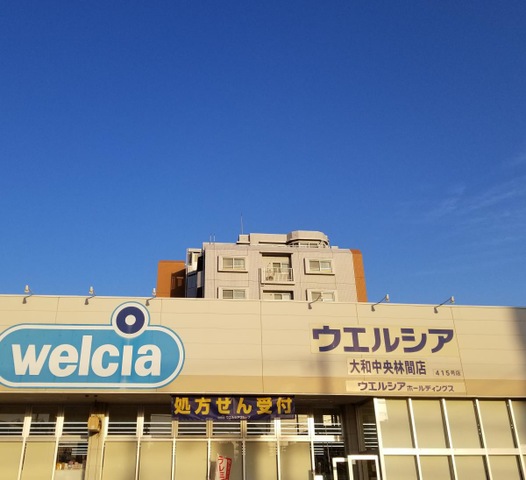 welcia
ウエルシア
大和中央林間店
415号店
ウエルシアホールディングス
処方せん受付